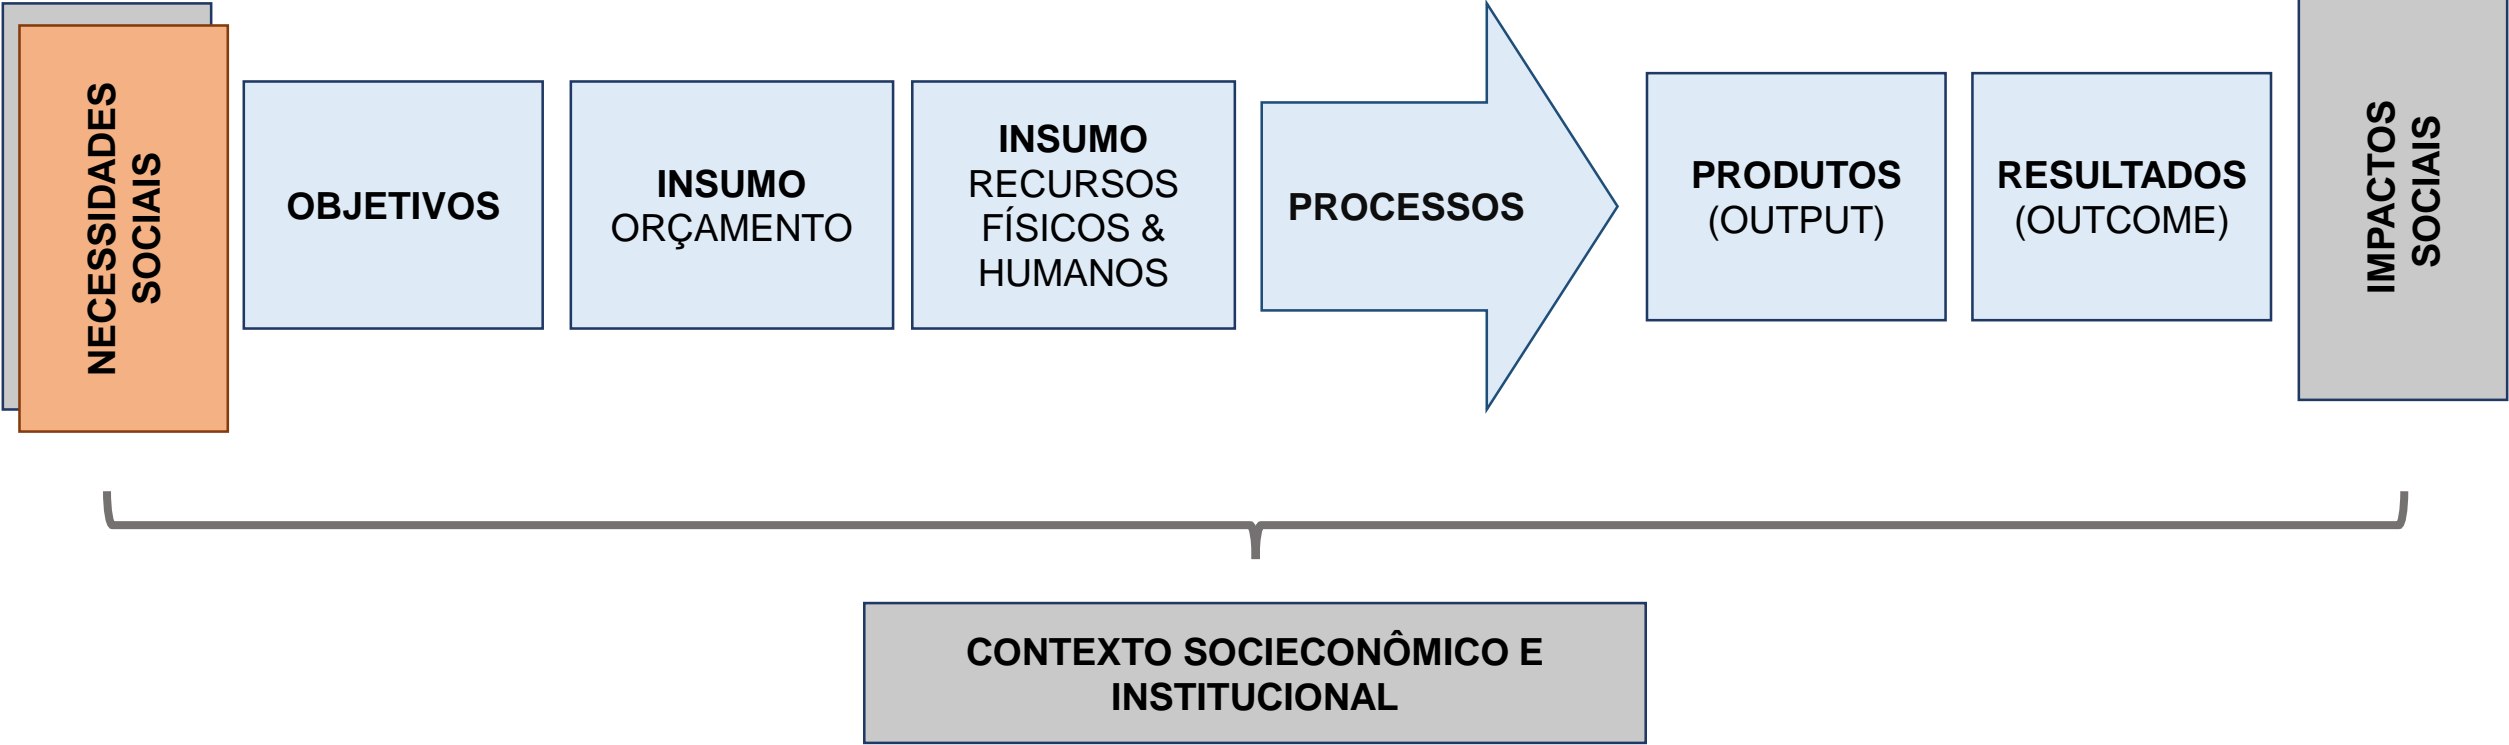 NECESSIDADES
SOCIAIS
OBJETIVOS
INSUMO
ORÇAMENTO
INSUMO
RECURSOS
FÍSICOS &
HUMANOS
PROCESSOS
PRODUTOS
(OUTPUT)
RESULTADOS
(OUTCOME)
IMPACTOS
SOCIAIS
CONTEXTO SOCIECONÔMICO E
INSTITUCIONAL